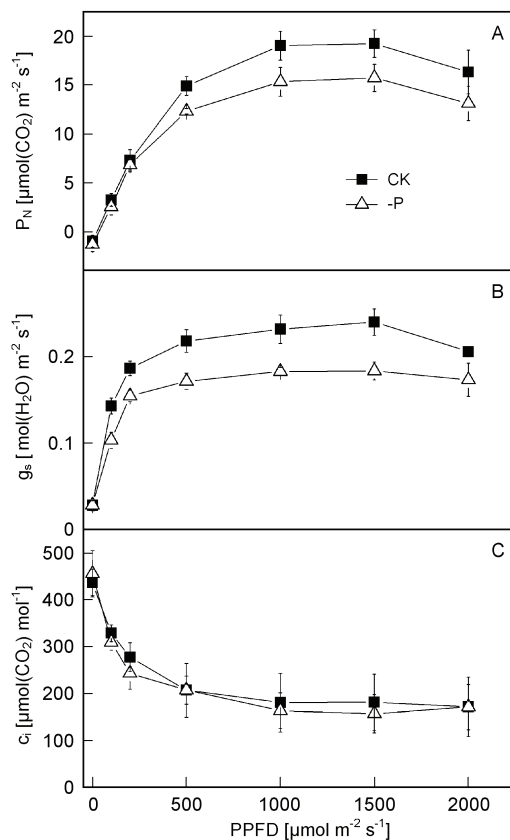 A
20
15
10
5
0
P_N [µmol(CO₂) m⁻² s⁻¹]
CK
-P
B
0.2
0.1
0
gₛ [ mol(H₂O) m⁻² s⁻¹]
C
500
400
300
200
100
0
cᵢ [µmol(CO₂) mol⁻¹]
0 500 1000 1500 2000
PPFD [µmol m⁻² s⁻¹]